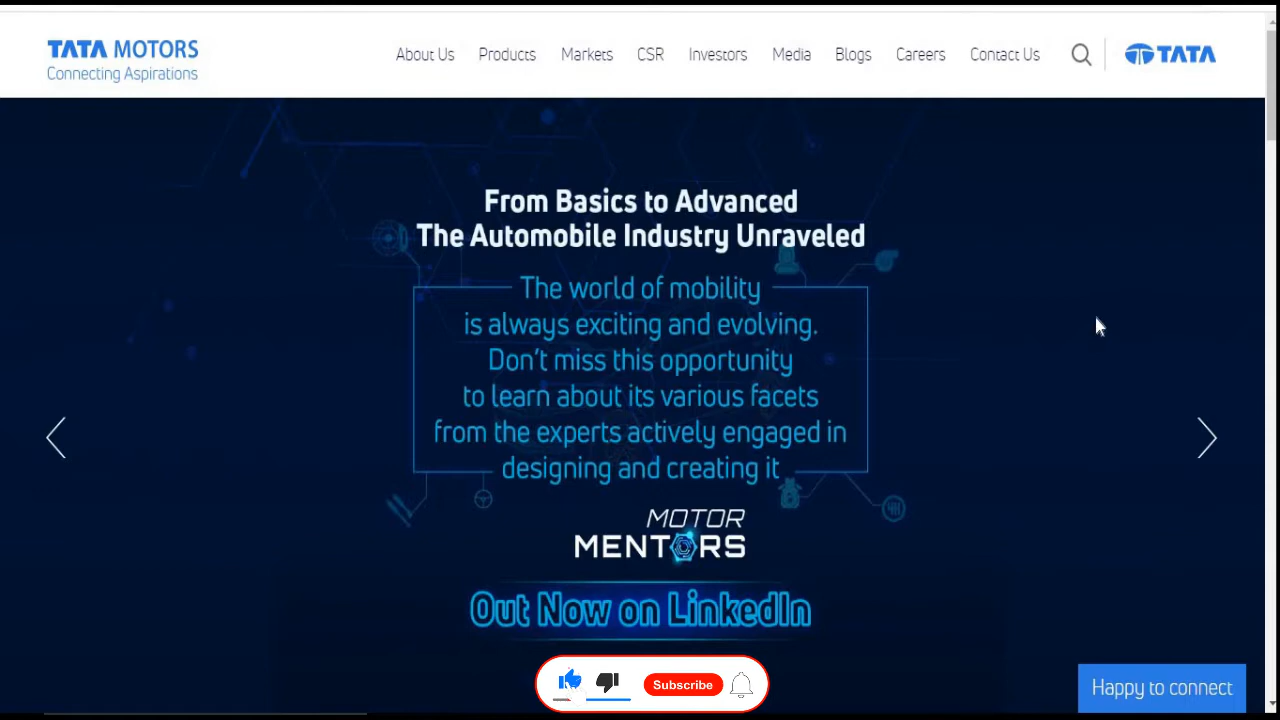 TATA MOTORS
Connecting Aspirations
About Us Products Markets CSR Investors Media Blogs Careers Contact Us
TATA
From Basics to Advanced
The Automobile Industry Unraveled
The world of mobility
is always exciting and evolving.
Don't miss this opportunity
to learn about its various facets
from the experts actively engaged in
designing and creating it
MOTOR
MENTORS
Out Now on LinkedIn
Subscribe
Happy to connect